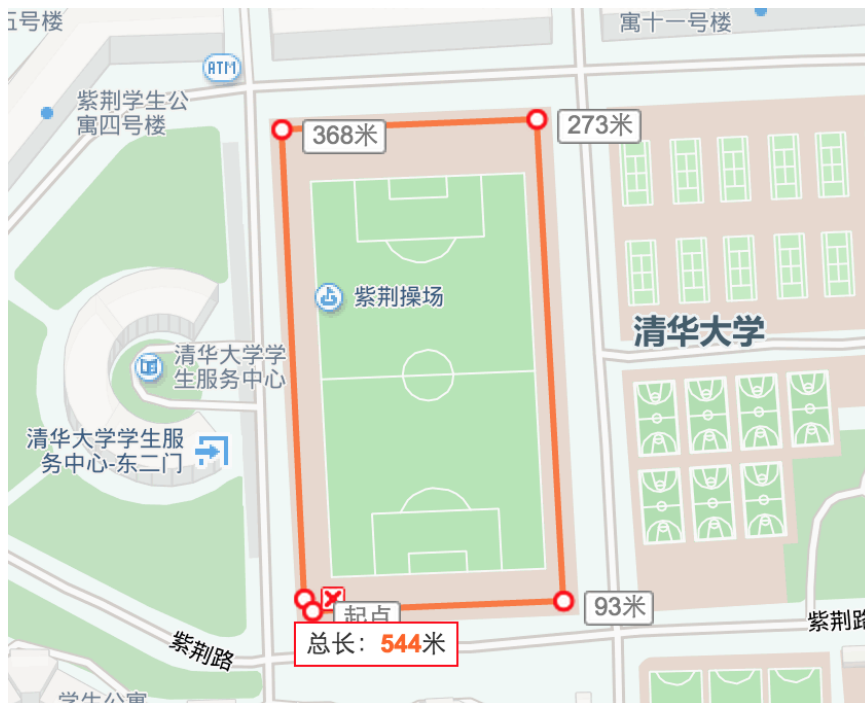 五号楼
寓十一号楼
ATM
紫荆学生公
寓四号楼
368米
273米
紫荆操场
清华大学
清华大学学
生服务中心
清华大学学生服
务中心-东二门
起点
93米
总长：544米
紫荆路
紫荆路
学生公寓